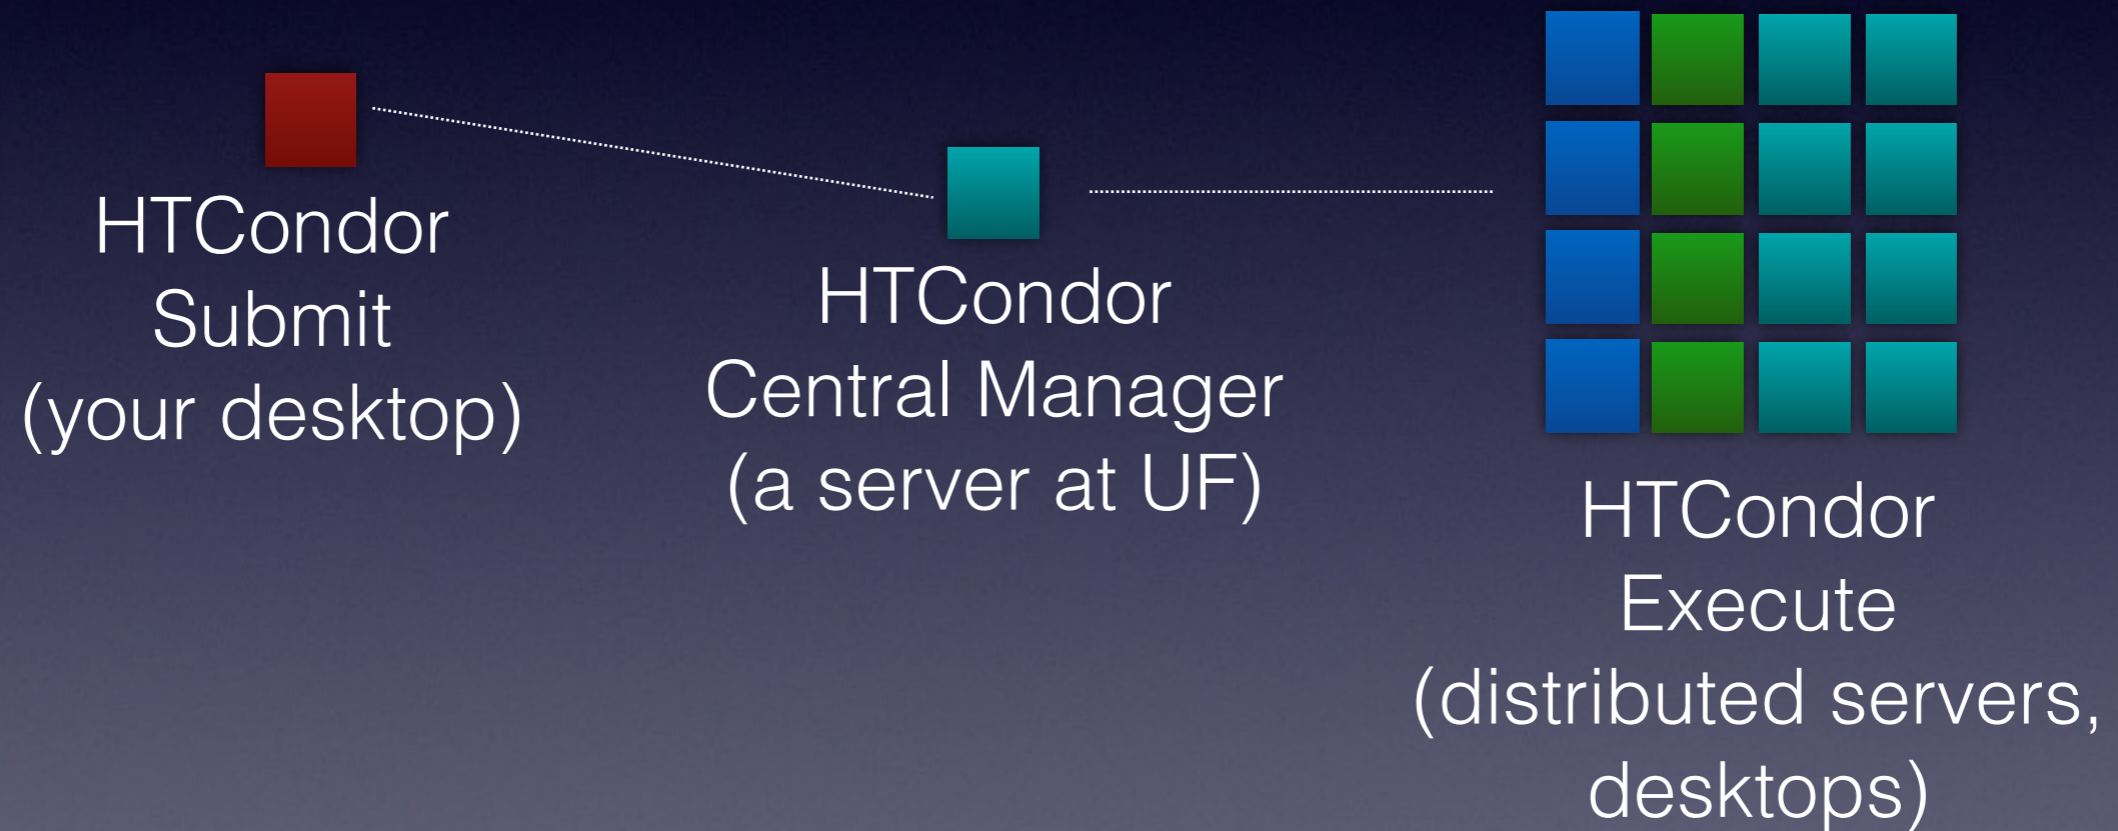 HTCondor
Submit
(your desktop)
HTCondor
Central Manager
(a server at UF)
HTCondor
Execute
(distributed servers,
desktops)